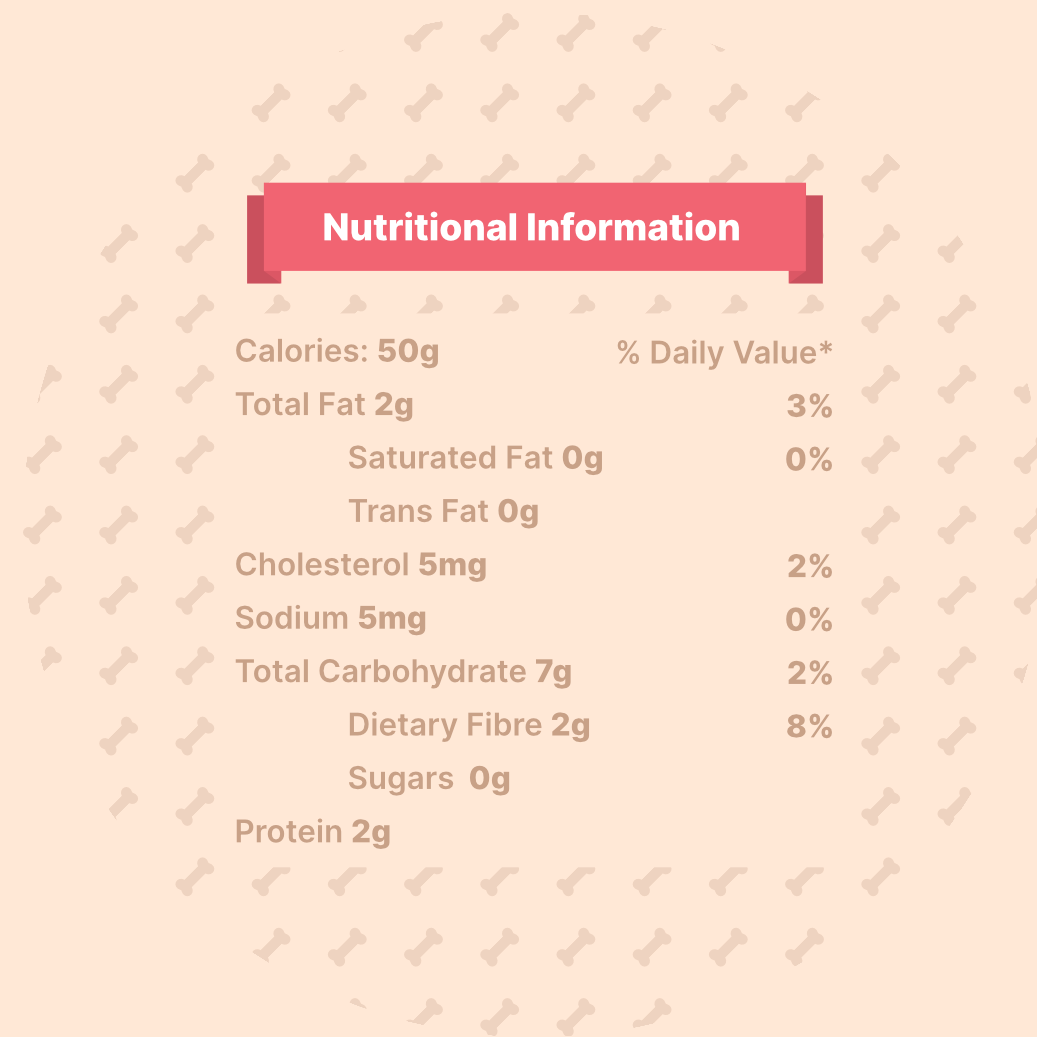 Nutritional Information
Calories: 50g % Daily Value*
Total Fat 2g 3%
Saturated Fat 0g 0%
Trans Fat 0g
Cholesterol 5mg 2%
Sodium 5mg 0%
Total Carbohydrate 7g 2%
Dietary Fibre 2g 8%
Sugars 0g
Protein 2g